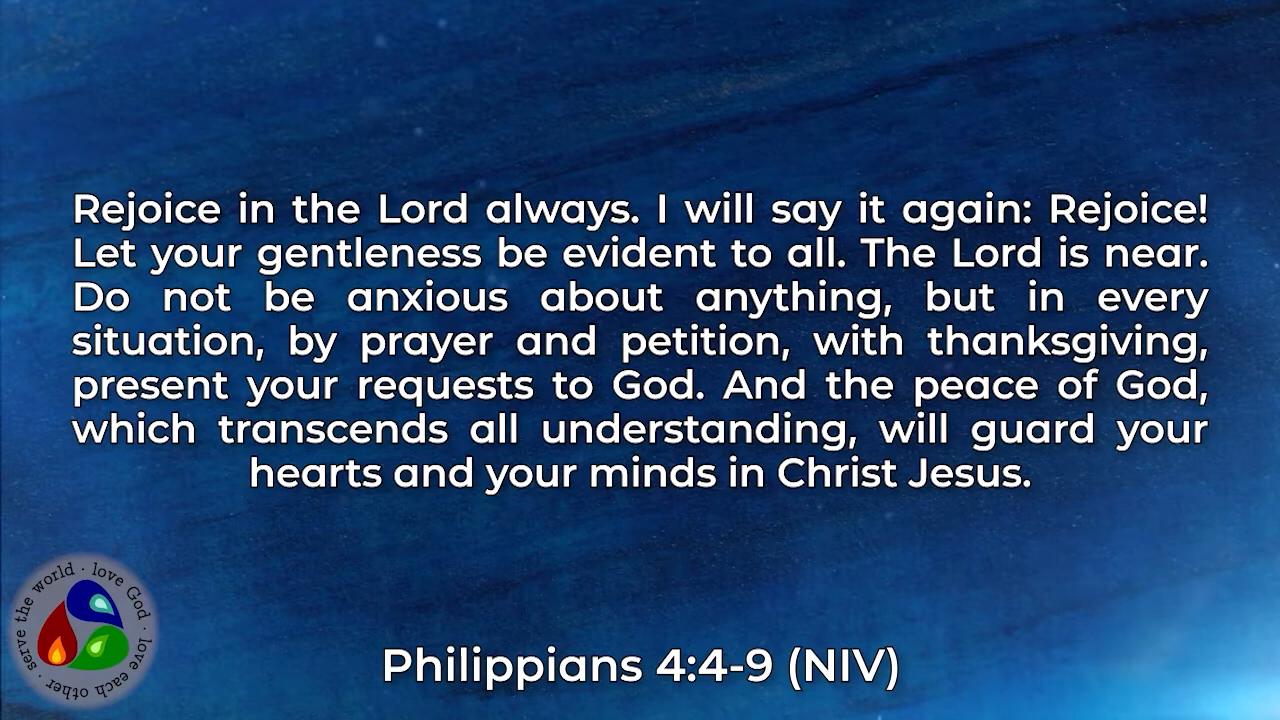 Rejoice in the Lord always. I will say it again: Rejoice!
Let your gentleness be evident to all. The Lord is near.
Do not be anxious about anything, but in every
situation, by prayer and petition, with thanksgiving,
present your requests to God. And the peace of God,
which transcends all understanding, will guard your
hearts and your minds in Christ Jesus.
serve the world · love God · love each other ·
Philippians 4:4-9 (NIV)